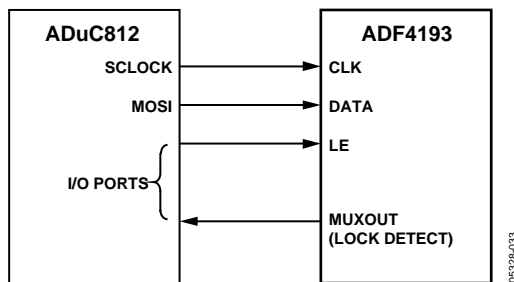 ADuC812
ADF4193
SCLOCK
CLK
MOSI
DATA
LE
I/O PORTS
MUXOUT
(LOCK DETECT)
05328-033